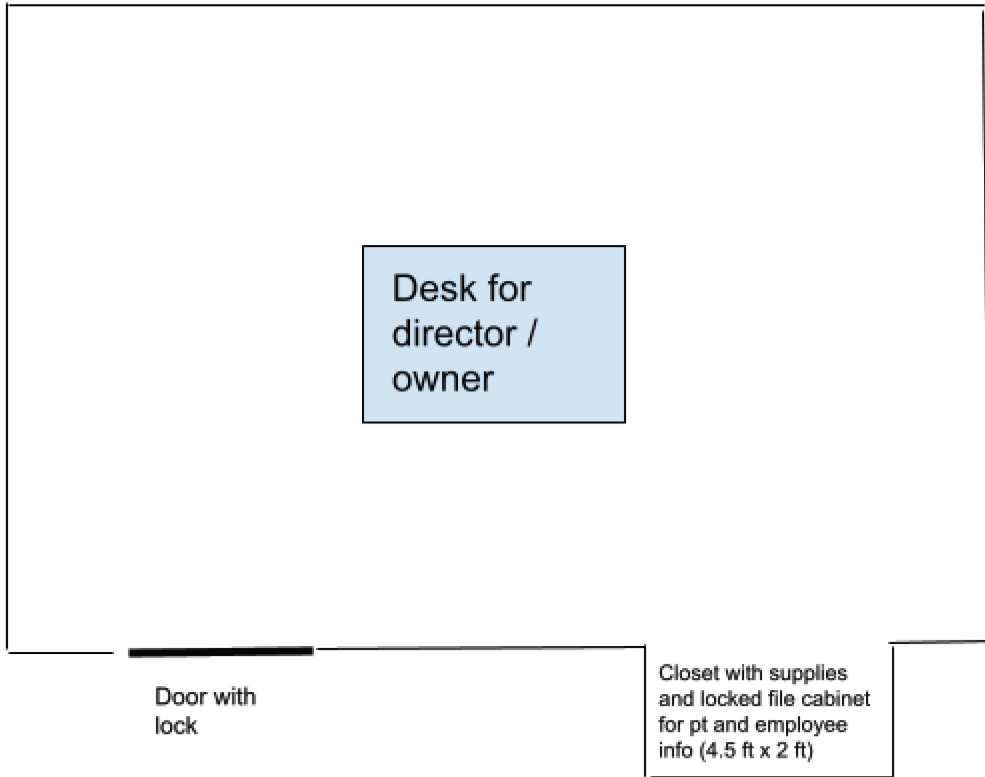 Desk for
director /
owner
Door with
lock
Closet with supplies
and locked file cabinet
for pt and employee
info (4.5 ft x 2 ft)